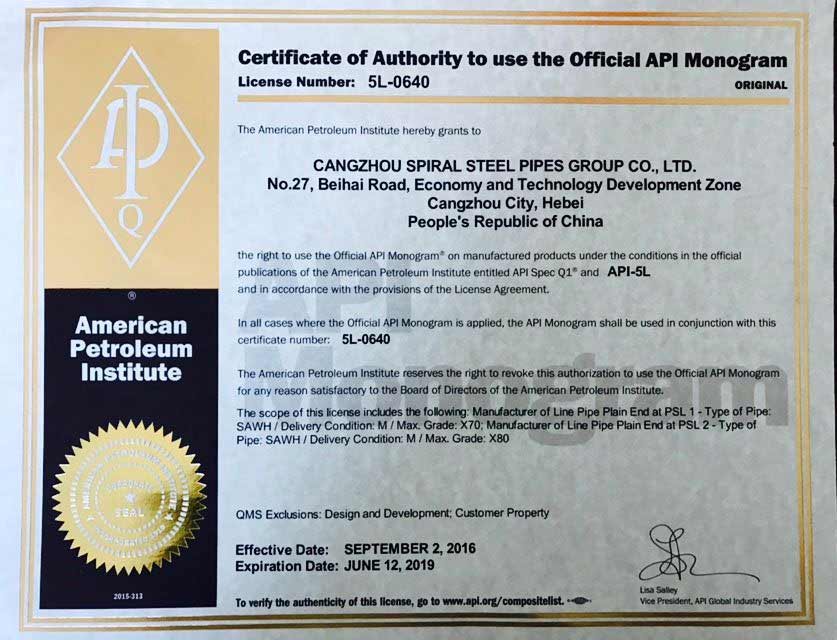 Certificate of Authority to use the Official API Monogram
License Number: 5L-0640
ORIGINAL
The American Petroleum Institute hereby grants to
CANGZHOU SPIRAL STEEL PIPES GROUP CO., LTD.
No.27, Beihai Road, Economy and Technology Development Zone
Cangzhou City, Hebei
People's Republic of China
the right to use the Official API Monogram® on manufactured products under the conditions in the official
publications of the American Petroleum Institute entitled API Spec Q1® and API-5L
and in accordance with the provisions of the License Agreement.
In all cases where the Official API Monogram is applied, the API Monogram shall be used in conjunction with this
certificate number: 5L-0640
The American Petroleum Institute reserves the right to revoke this authorization to use the Official API Monogram
for any reason satisfactory to the Board of Directors of the American Petroleum Institute.
The scope of this license includes the following: Manufacturer of Line Pipe Plain End at PSL 1 - Type of Pipe:
SAWH / Delivery Condition: M / Max. Grade: X70; Manufacturer of Line Pipe Plain End at PSL 2 - Type of
Pipe: SAWH / Delivery Condition: M / Max. Grade: X80
QMS Exclusions: Design and Development; Customer Property
Effective Date: SEPTEMBER 2, 2016
Expiration Date: JUNE 12, 2019
To verify the authenticity of this license, go to www.api.org/compositelist.
Lisa Salley
Vice President, API Global Industry Services
API
Q
®
American
Petroleum
Institute
AMERICAN PETROLEUM INSTITUTE
SEAL
2015-313
API
Monogram